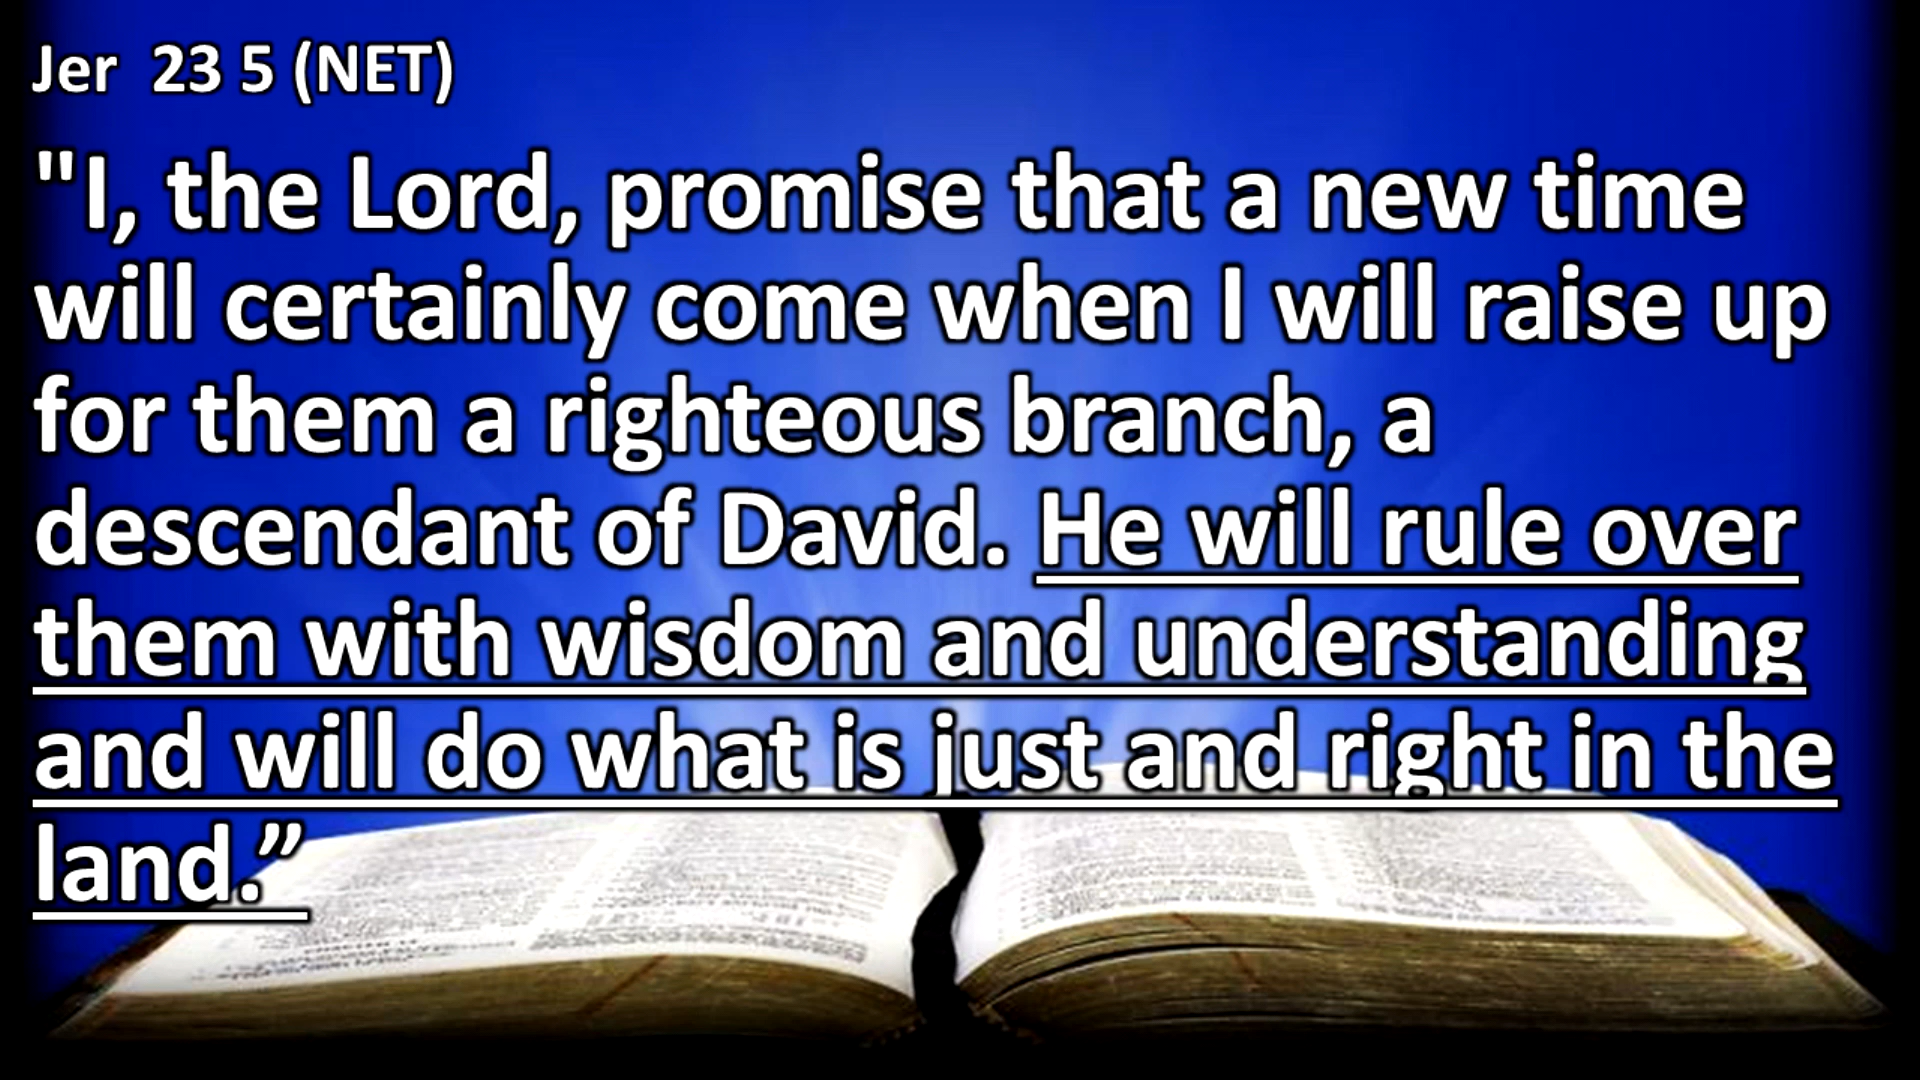 Jer  23 5 (NET)
"I, the Lord, promise that a new time
will certainly come when I will raise up
for them a righteous branch, a
descendant of David. He will rule over
them with wisdom and understanding
and will do what is just and right in the
land.”